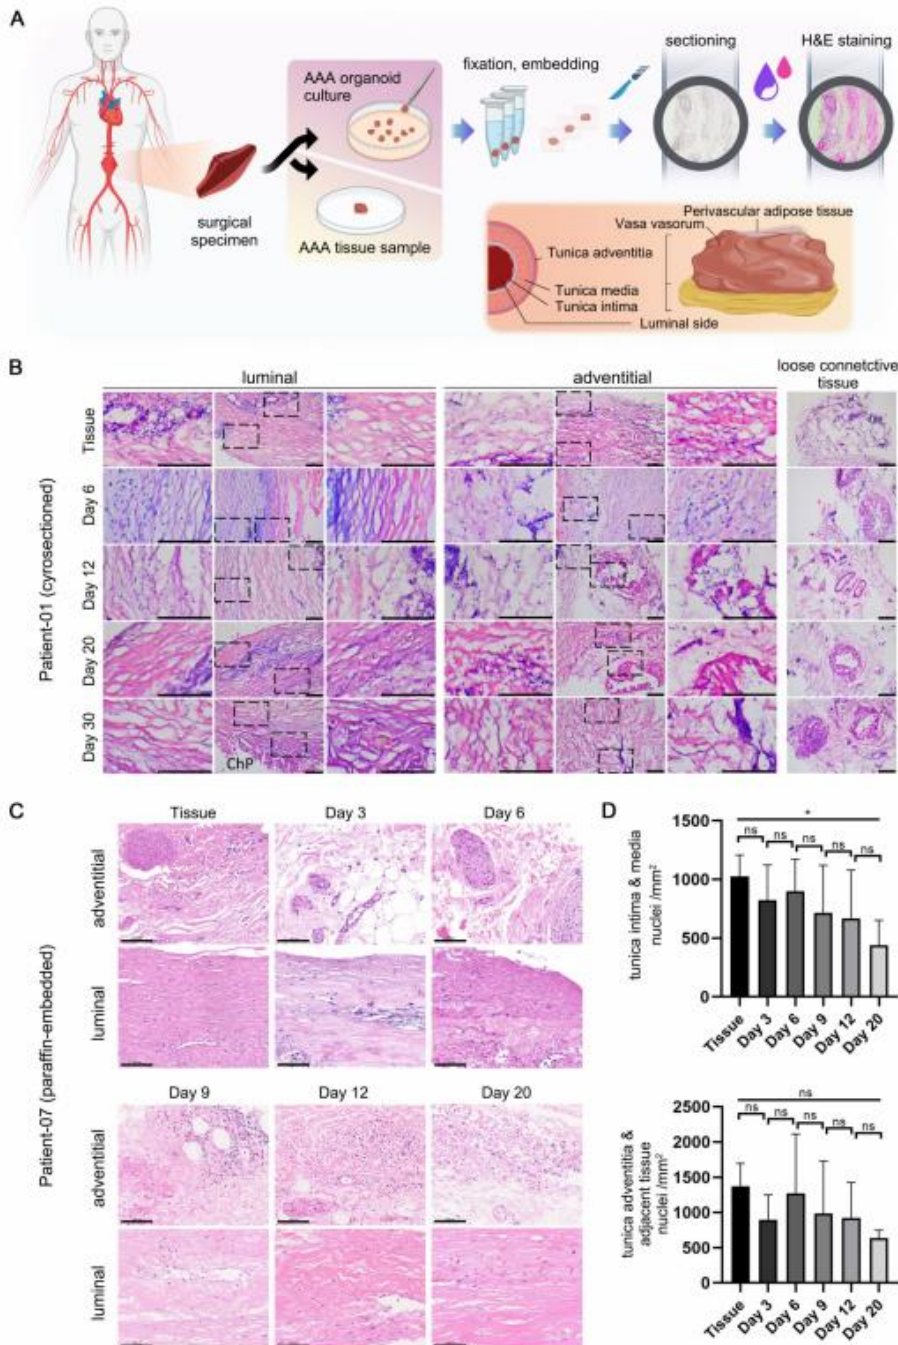 A
AAA organoid
culture
AAA tissue sample
surgical
specimen
fixation, embedding
sectioning
H&E staining
Perivascular adipose tissue
Vasa vasorum
Tunica adventitia
Tunica media
Tunica intima
Luminal side
B
luminal
adventitial
loose connetctive
tissue
Patient-01 (cyrosectioned)
Tissue
Day 6
Day 12
Day 20
Day 30
ChP
C
Patient-07 (paraffin-embedded)
Tissue
Day 3
Day 6
adventitial
luminal
Day 9
Day 12
Day 20
adventitial
luminal
D
tunica intima & media
nuclei /mm²
1500
1000
500
0
*
ns
ns
ns
ns
ns
Tissue
Day 3
Day 6
Day 9
Day 12
Day 20
tunica adventitia &
adjacent tissue
nuclei /mm²
2500
2000
1500
1000
500
0
ns
ns
ns
ns
ns
ns
Tissue
Day 3
Day 6
Day 9
Day 12
Day 20